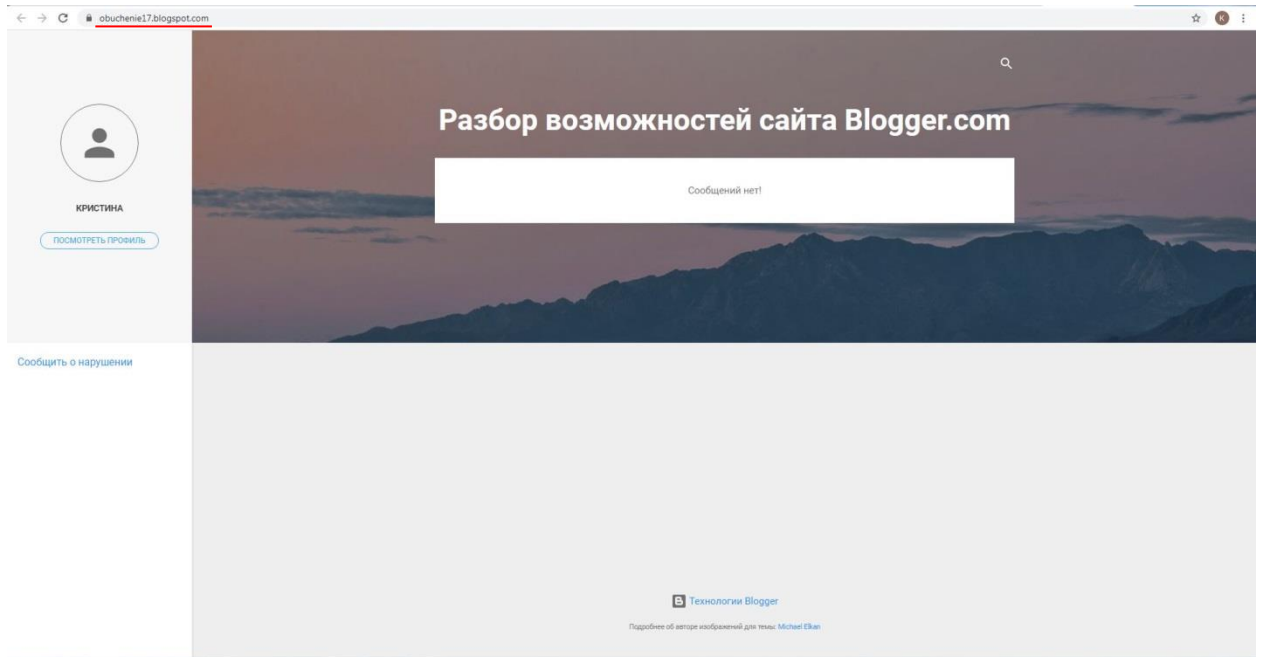 obuchenie17.blogspot.com
K
Разбор возможностей сайта Blogger.com
Сообщений нет!
КРИСТИНА
ПОСМОТРЕТЬ ПРОФИЛЬ
Сообщить о нарушении
Технологии Blogger
Подробнее об авторе изображений для темы: Michael Elkan